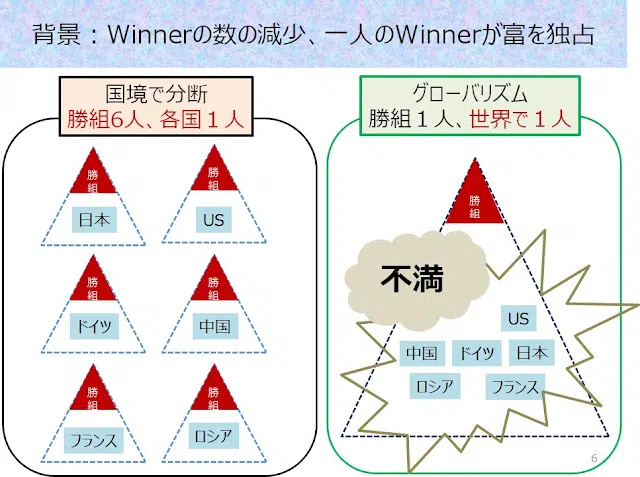 背景：Winnerの数の減少、一人のWinnerが富を独占
国境で分断
勝組6人、各国１人
勝
組
日本
勝
組
US
勝
組
ドイツ
勝
組
中国
勝
組
フランス
勝
組
ロシア
グローバリズム
勝組１人、世界で１人
勝
組
不満
US
中国
ドイツ
日本
ロシア
フランス
6